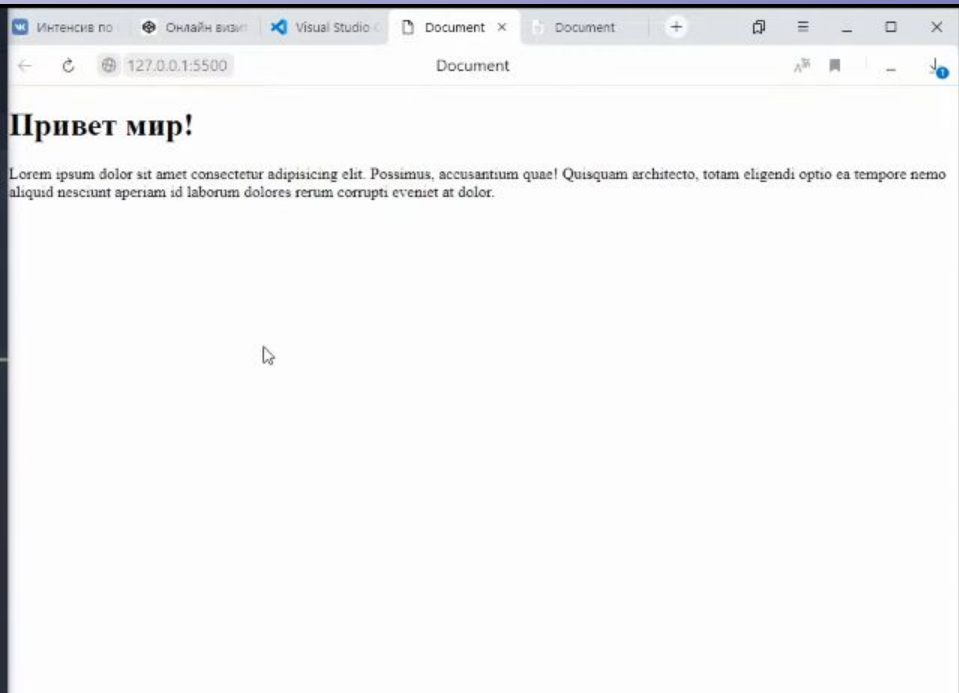 Интенсив по Онлайн визи Visual Studio Document Document
127.0.0.1:5500 Document
Привет мир!
Lorem ipsum dolor sit amet consectetur adipisicing elit. Possimus, accusantium quae! Quisquam architecto, totam eligendi optio ea tempore nemo
aliquid nesciunt aperiam id laborum dolores rerum corrupti eveniet at dolor.